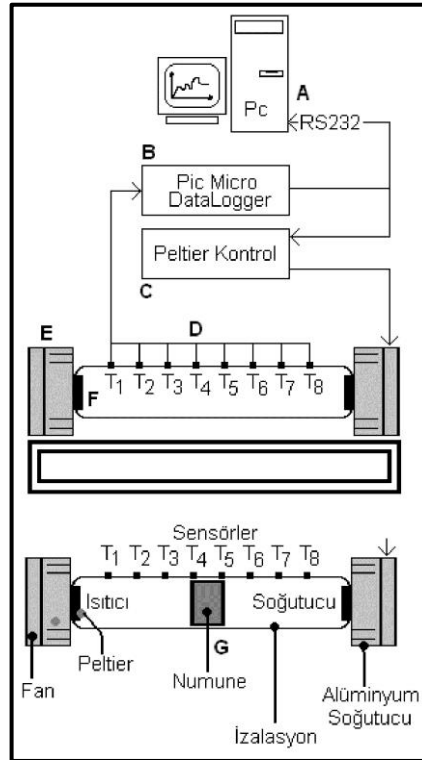 Pc
A
RS232
B
Pic Micro
DataLogger
Peltier Kontrol
C
E
D
F
T1 T2 T3 T4 T5 T6 T7 T8
Sensörler
T1 T2 T3 T4 T5 T6 T7 T8
Isıtıcı
Soğutucu
Peltier
G
Fan
Numune
Alüminyum
Soğutucu
İzalasyon